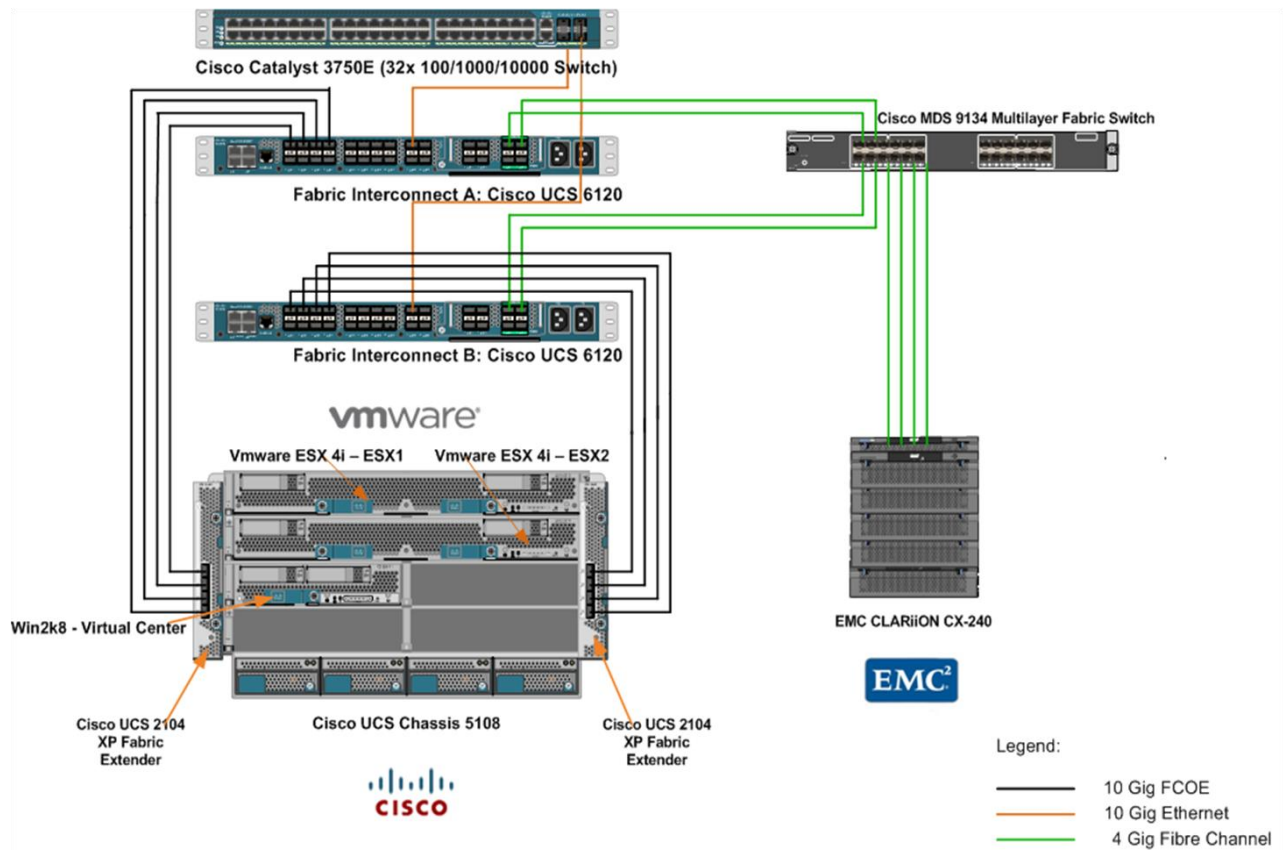 Cisco Catalyst 3750E (32x 100/1000/10000 Switch)
Cisco MDS 9134 Multilayer Fabric Switch
Fabric Interconnect A: Cisco UCS 6120
Fabric Interconnect B: Cisco UCS 6120
vmware®
Vmware ESX 4i – ESX1
Vmware ESX 4i – ESX2
Win2k8 - Virtual Center
EMC CLARiiON CX-240
EMC²
Cisco UCS 2104
XP Fabric
Extender
Cisco UCS Chassis 5108
Cisco UCS 2104
XP Fabric
Extender
CISCO
Legend:
10 Gig FCOE
10 Gig Ethernet
4 Gig Fibre Channel